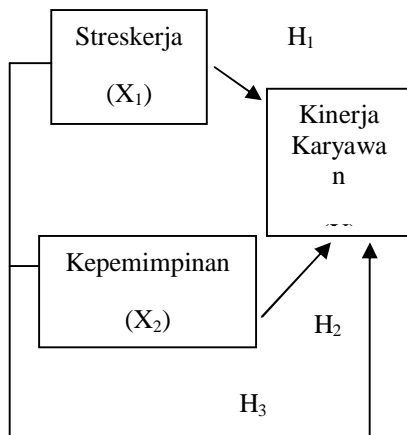 Streskerja
(X₁)
H₁
Kinerja
Karyawa
n
Kepemimpinan
(X₂)
H₂
H₃